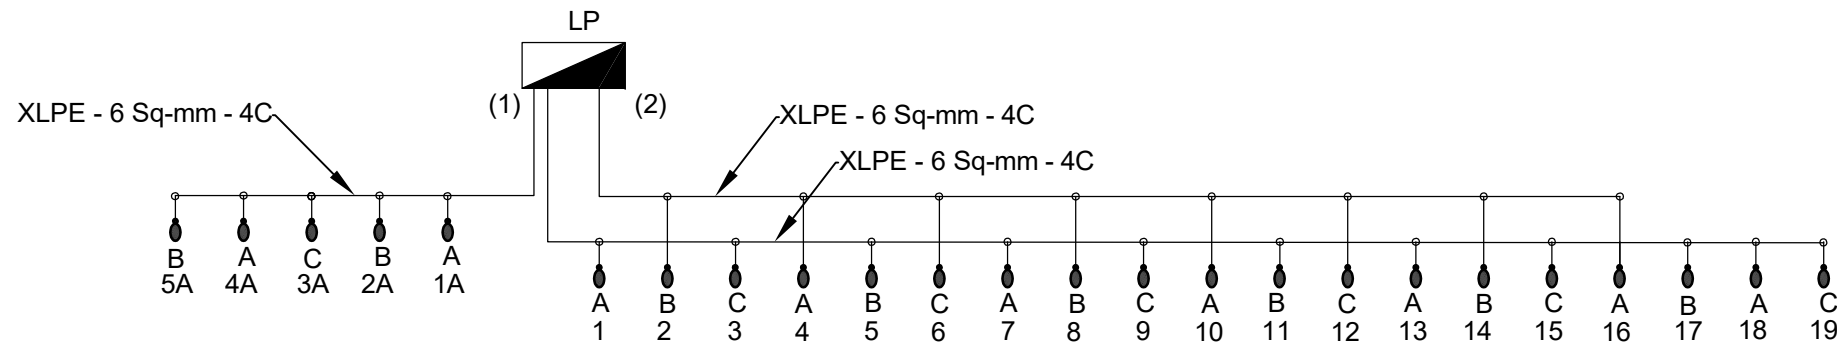 LP
(1) (2)
XLPE - 6 Sq-mm - 4C
XLPE - 6 Sq-mm - 4C
XLPE - 6 Sq-mm - 4C
B A C B A
5A 4A 3A 2A 1A
A B C A B C A B C A B C A B C A B A C
1 2 3 4 5 6 7 8 9 10 11 12 13 14 15 16 17 18 19